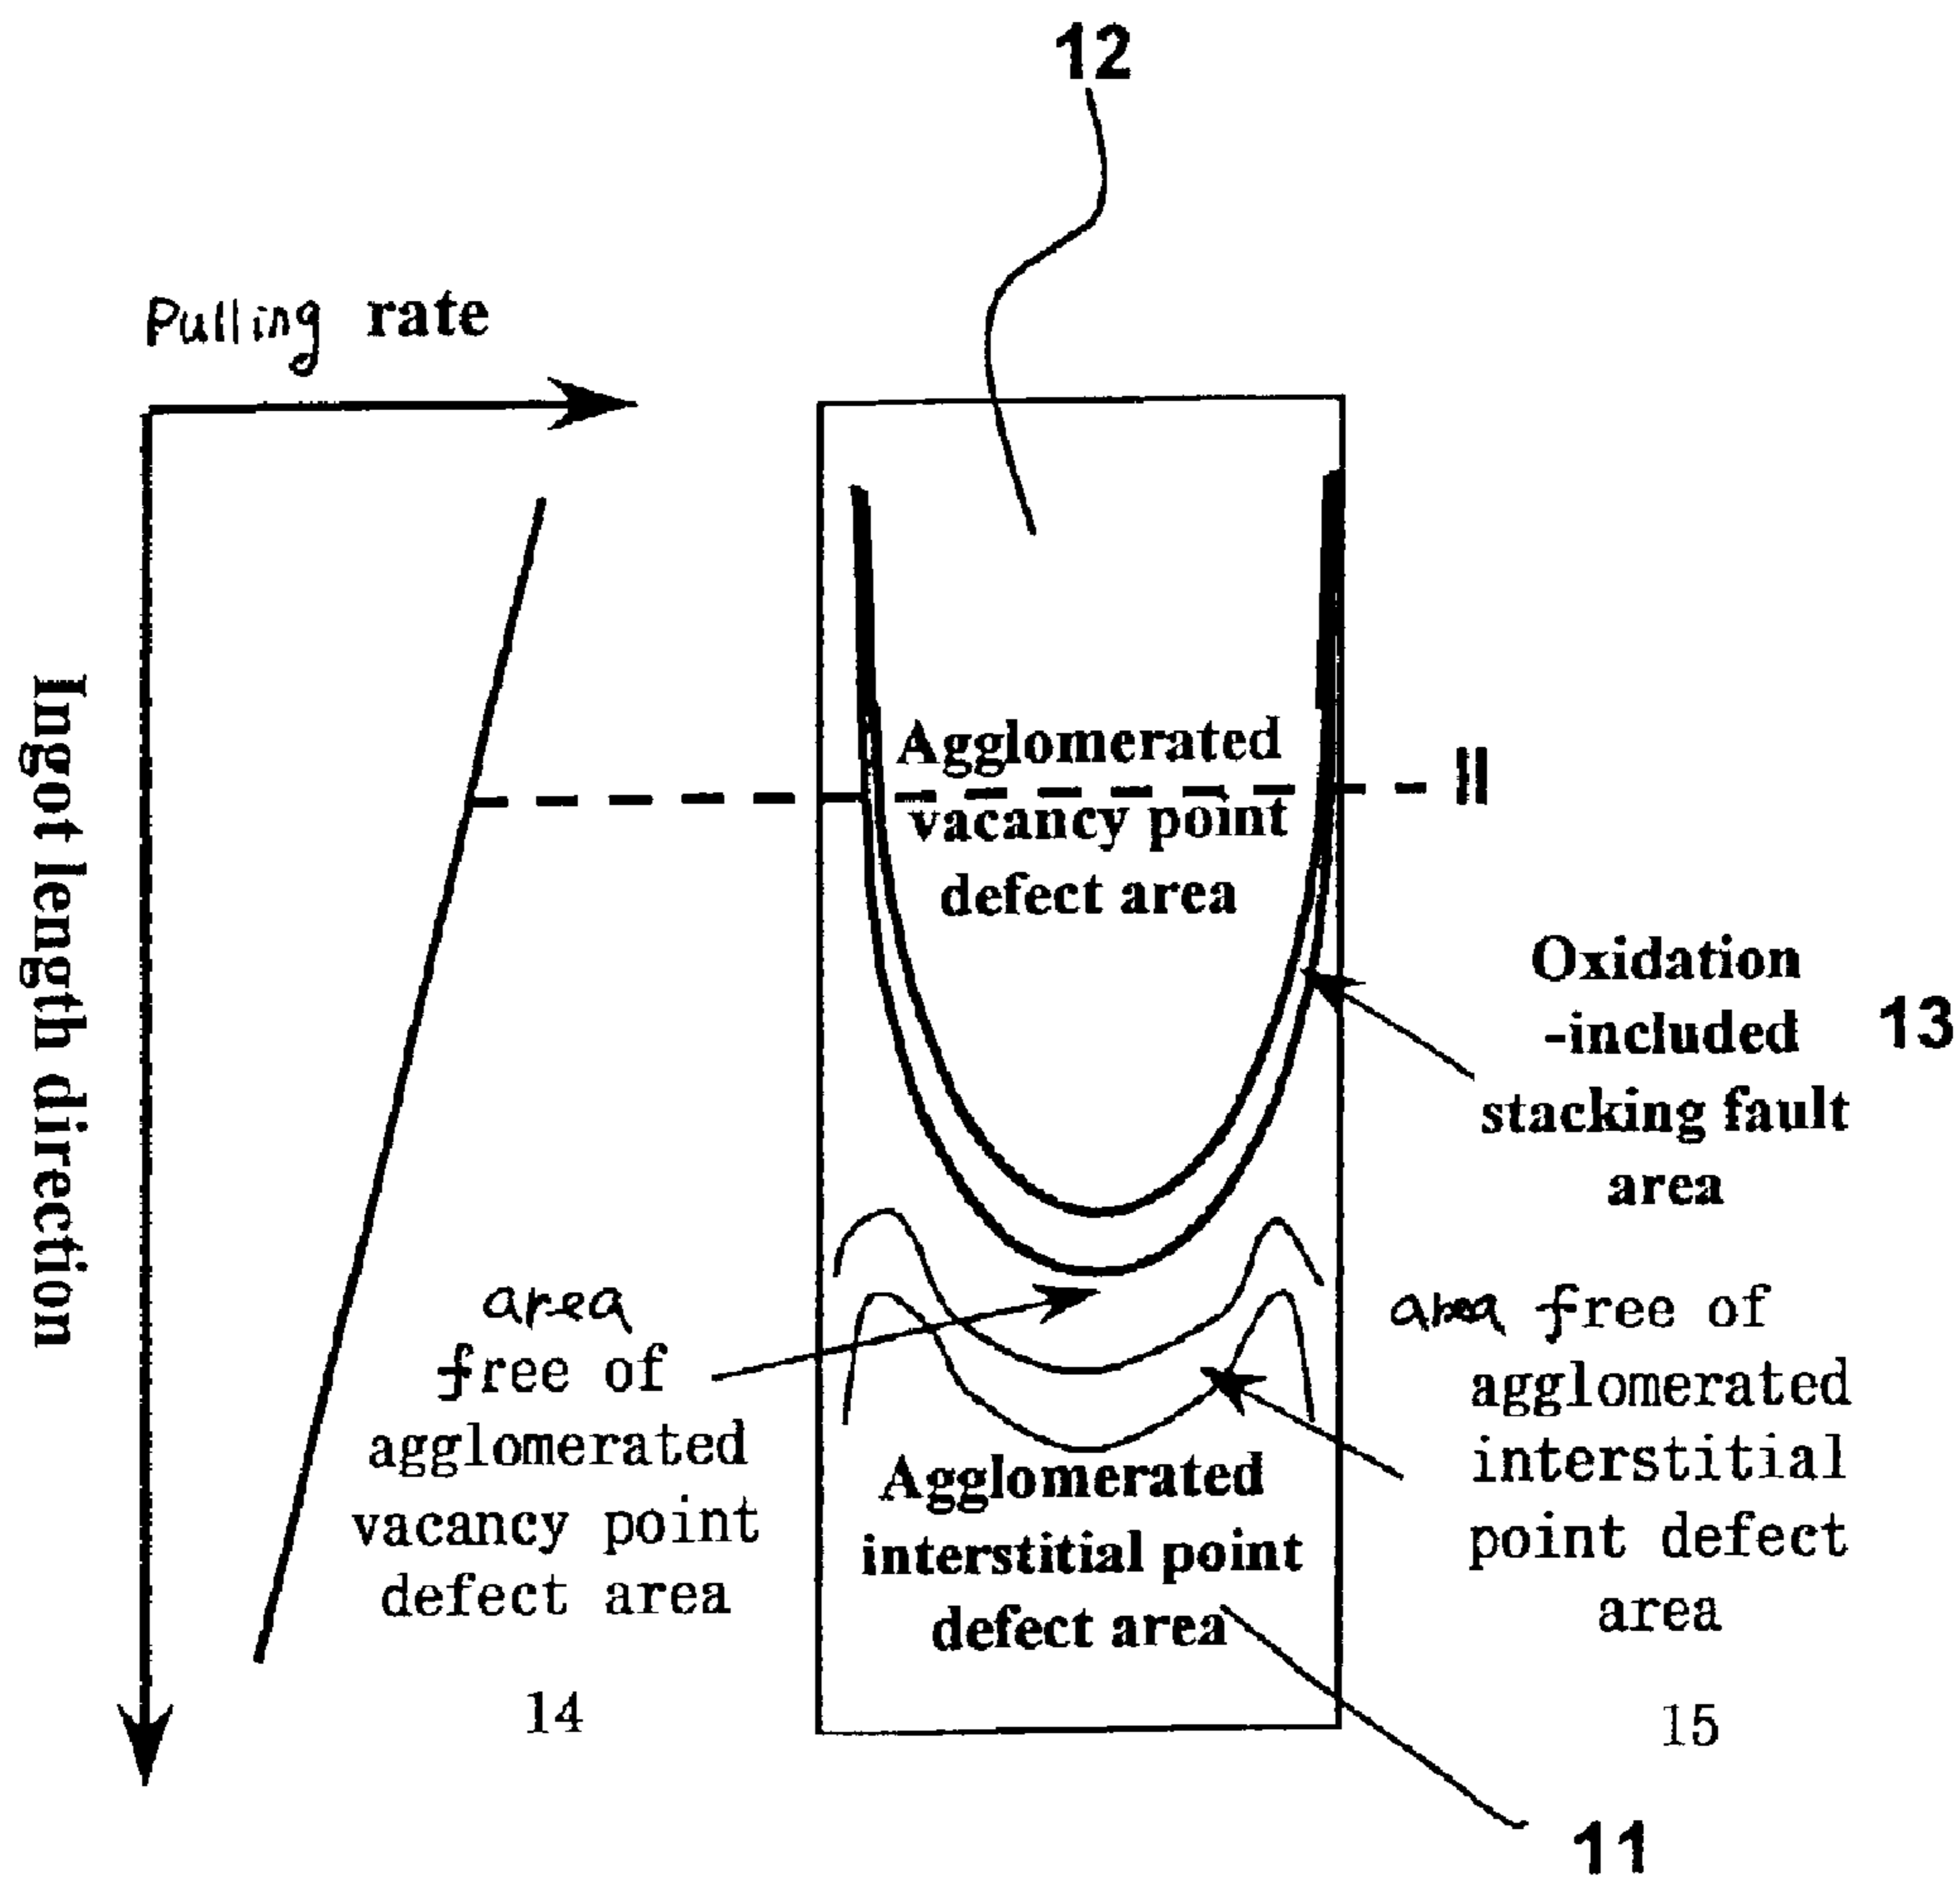 12
Pulling rate
Ingot length direction
Agglomerated
vacancy point
defect area
II
Oxidation
-included
stacking fault
area
13
area
free of
agglomerated
vacancy point
defect area
14
area free of
agglomerated
interstitial
point defect
area
15
Agglomerated
interstitial point
defect area
11